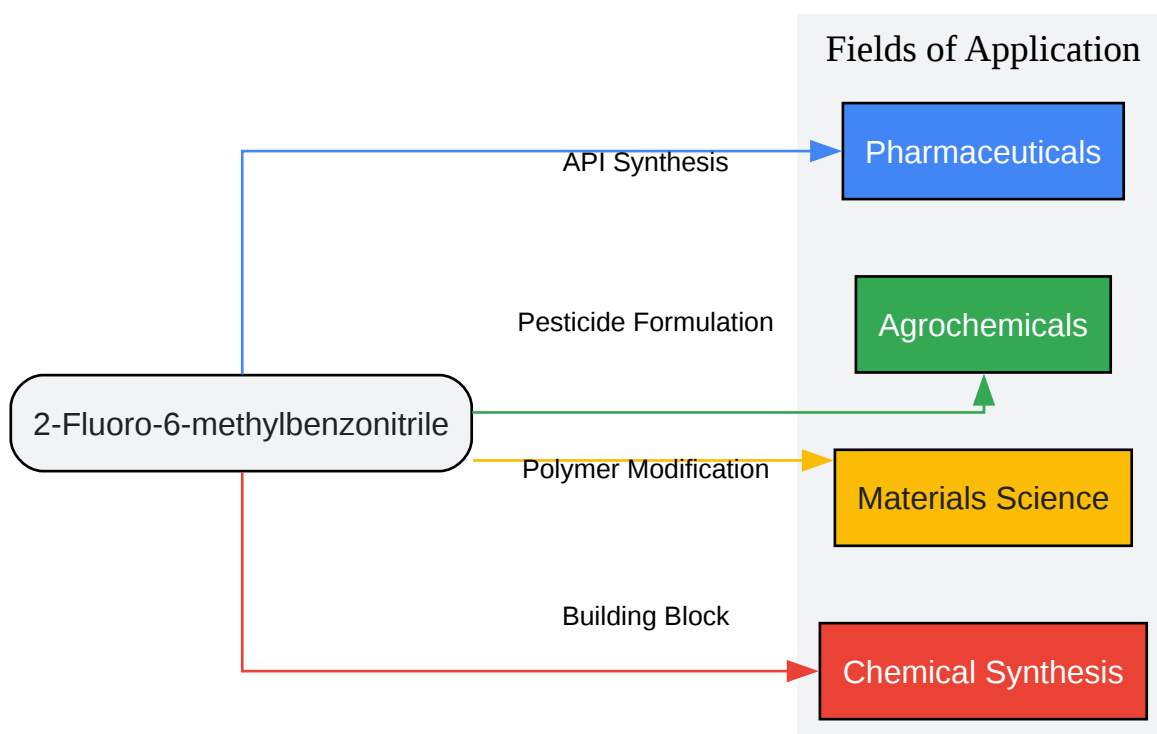 Fields of Application
Pharmaceuticals
API Synthesis
Pesticide Formulation
Agrochemicals
2-Fluoro-6-methylbenzonitrile
Polymer Modification
Materials Science
Building Block
Chemical Synthesis